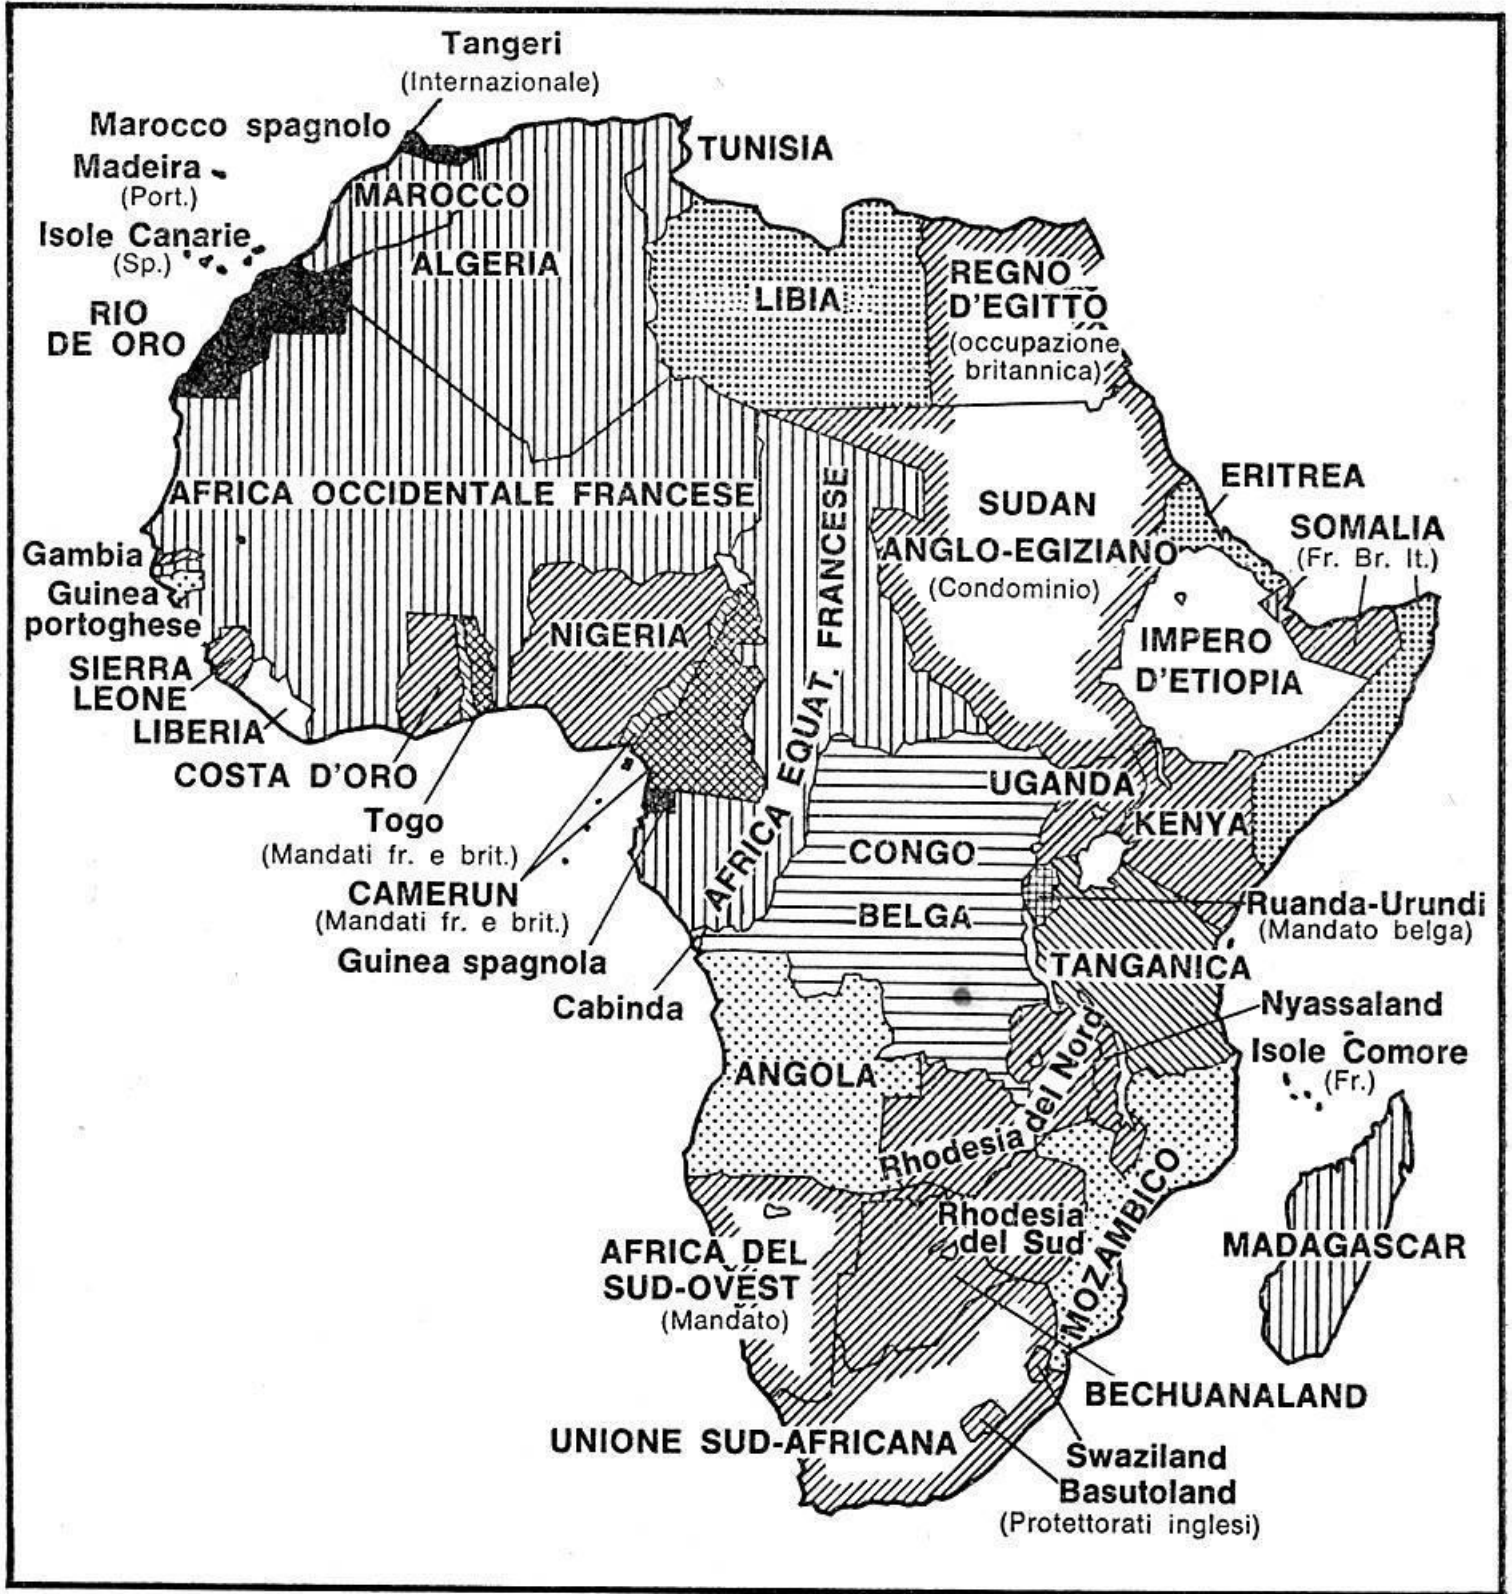 Tangeri
(Internazionale)
Marocco spagnolo
Madeira
(Port.)
Isole Canarie
(Sp.)
RIO
DE ORO
MAROCCO
ALGERIA
TUNISIA
LIBIA
REGNO
D'EGITTO
(occupazione
britannica)
AFRICA OCCIDENTALE FRANCESE
AFRICA EQUAT. FRANCESE
SUDAN
ANGLO-EGIZIANO
(Condominio)
ERITREA
SOMALIA
(Fr. Br. It.)
IMPERO
D'ETIOPIA
Gambia
Guinea
portoghese
SIERRA
LEONE
LIBERIA
COSTA D'ORO
NIGERIA
Togo
(Mandati fr. e brit.)
CAMERUN
(Mandati fr. e brit.)
Guinea spagnola
Cabinda
UGANDA
KENYA
CONGO
BELGA
Ruanda-Urundi
(Mandato belga)
TANGANICA
Nyassaland
Isole Comore
(Fr.)
ANGOLA
Rhodesia del Nord
Rhodesia
del Sud
MOZAMBICO
MADAGASCAR
AFRICA DEL
SUD-OVEST
(Mandato)
BECHUANALAND
UNIONE SUD-AFRICANA
Swaziland
Basutoland
(Protettorati inglesi)